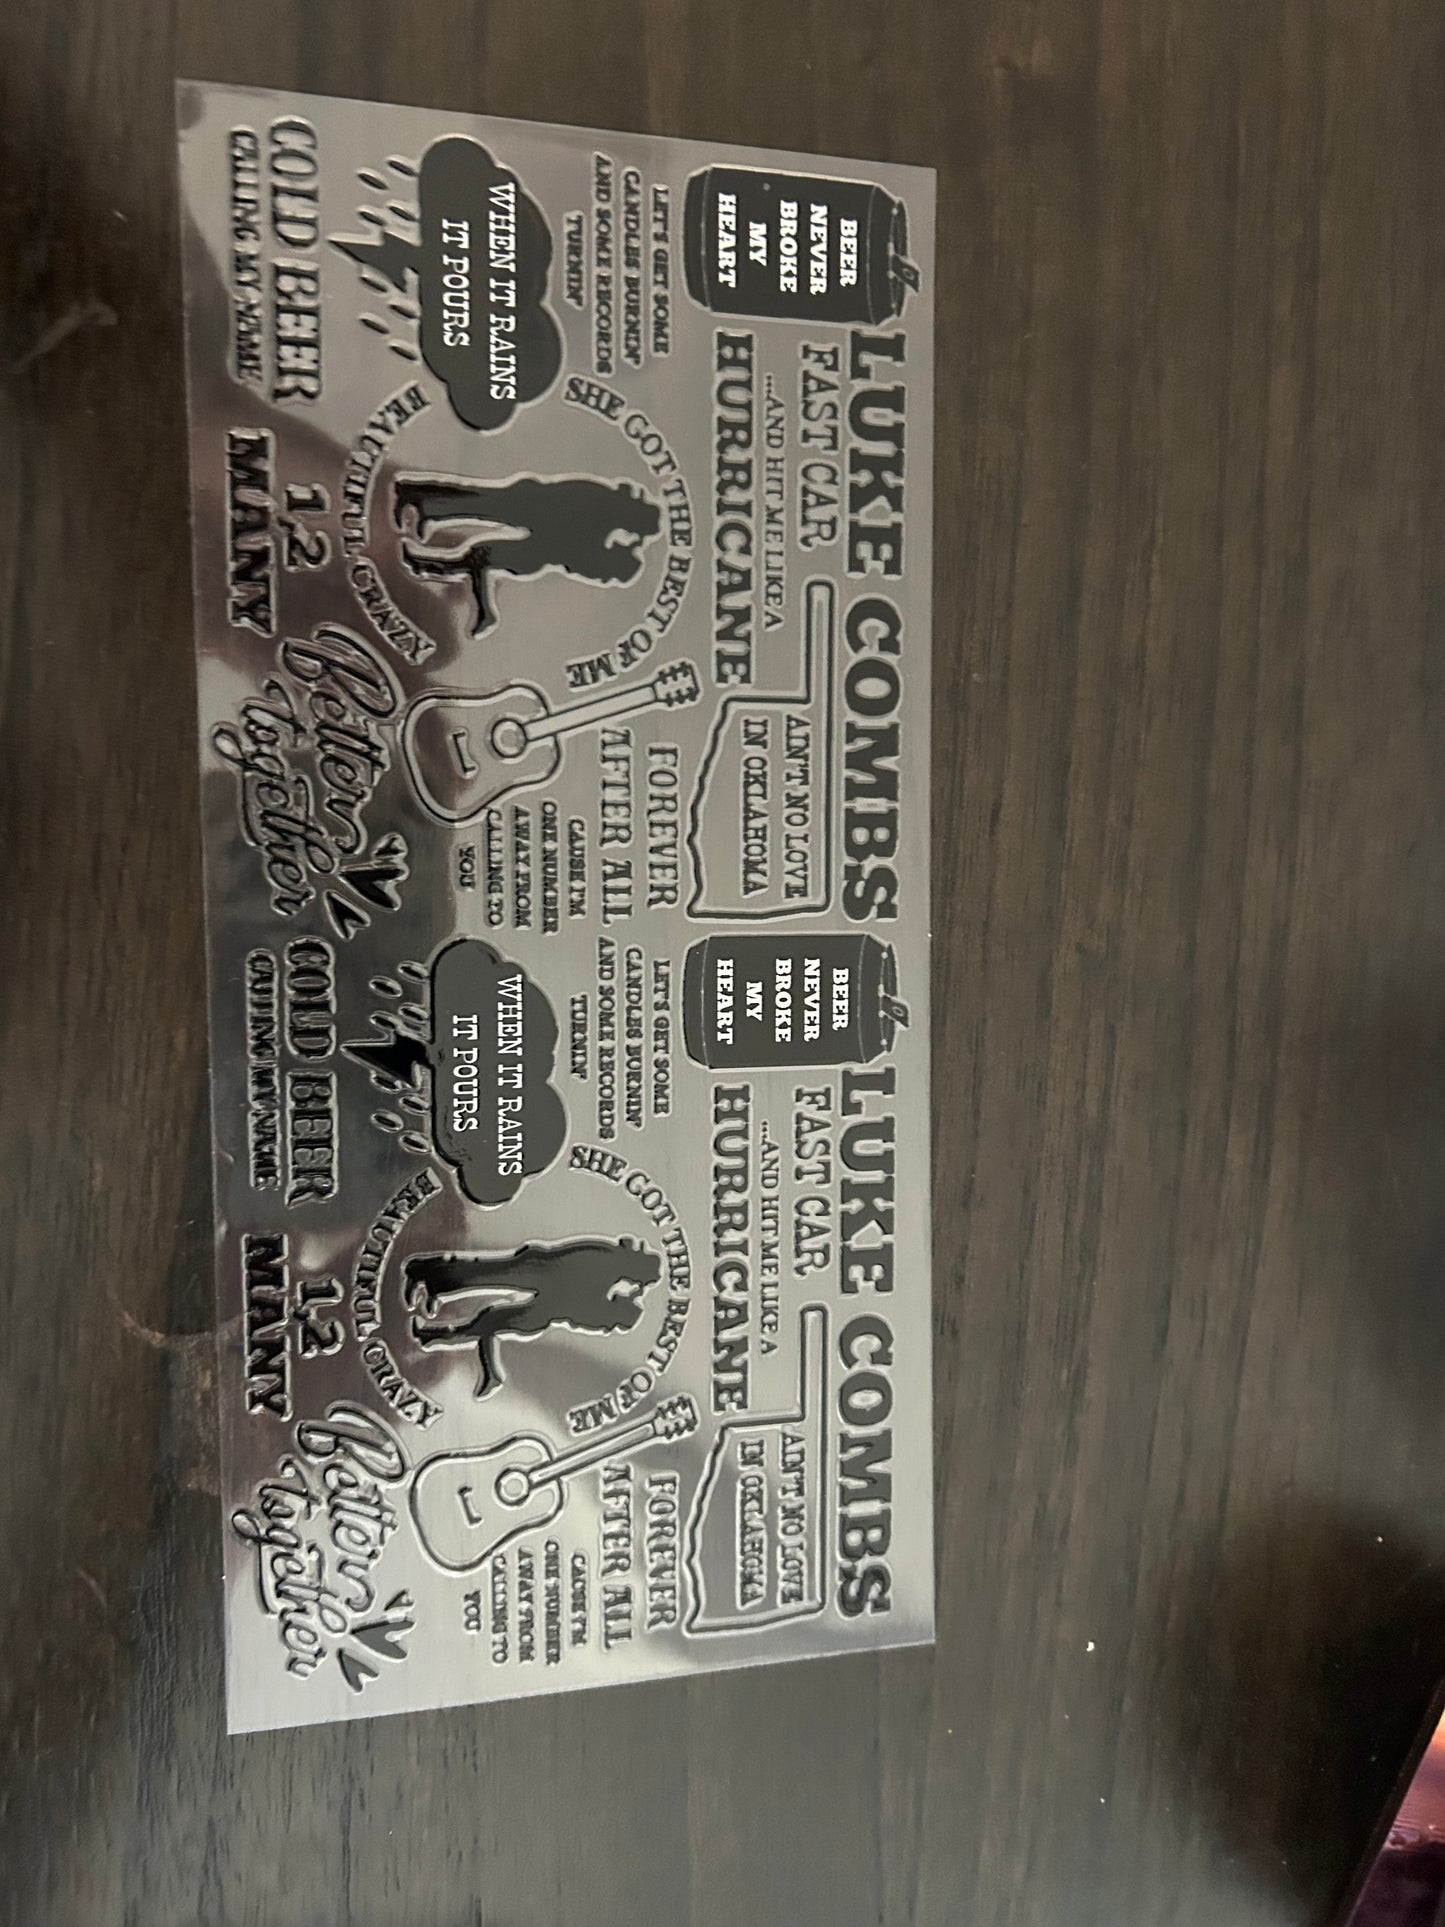 LUKE COMBS
BEER
NEVER
BROKE
MY
HEART
FAST CAR
...AND HIT ME LIKE A
HURRICANE
AIN'T NO LOVE
IN OKLAHOMA
LET'S GET SOME
CANDLES BURNIN'
AND SOME RECORDS
TURNIN'
SHE GOT THE BEST OF ME
BEAUTIFUL CRAZY
FOREVER
AFTER ALL
CAUSE I'M
ONE NUMBER
AWAY FROM
CALLING TO
YOU
WHEN IT RAINS
IT POURS
COLD BEER
CALLING MY NAME
1, 2
MANY
Better
together
LUKE COMBS
BEER
NEVER
BROKE
MY
HEART
FAST CAR
...AND HIT ME LIKE A
HURRICANE
AIN'T NO LOVE
IN OKLAHOMA
LET'S GET SOME
CANDLES BURNIN'
AND SOME RECORDS
TURNIN'
SHE GOT THE BEST OF ME
BEAUTIFUL CRAZY
FOREVER
AFTER ALL
CAUSE I'M
ONE NUMBER
AWAY FROM
CALLING TO
YOU
WHEN IT RAINS
IT POURS
COLD BEER
CALLING MY NAME
1, 2
MANY
Better
together